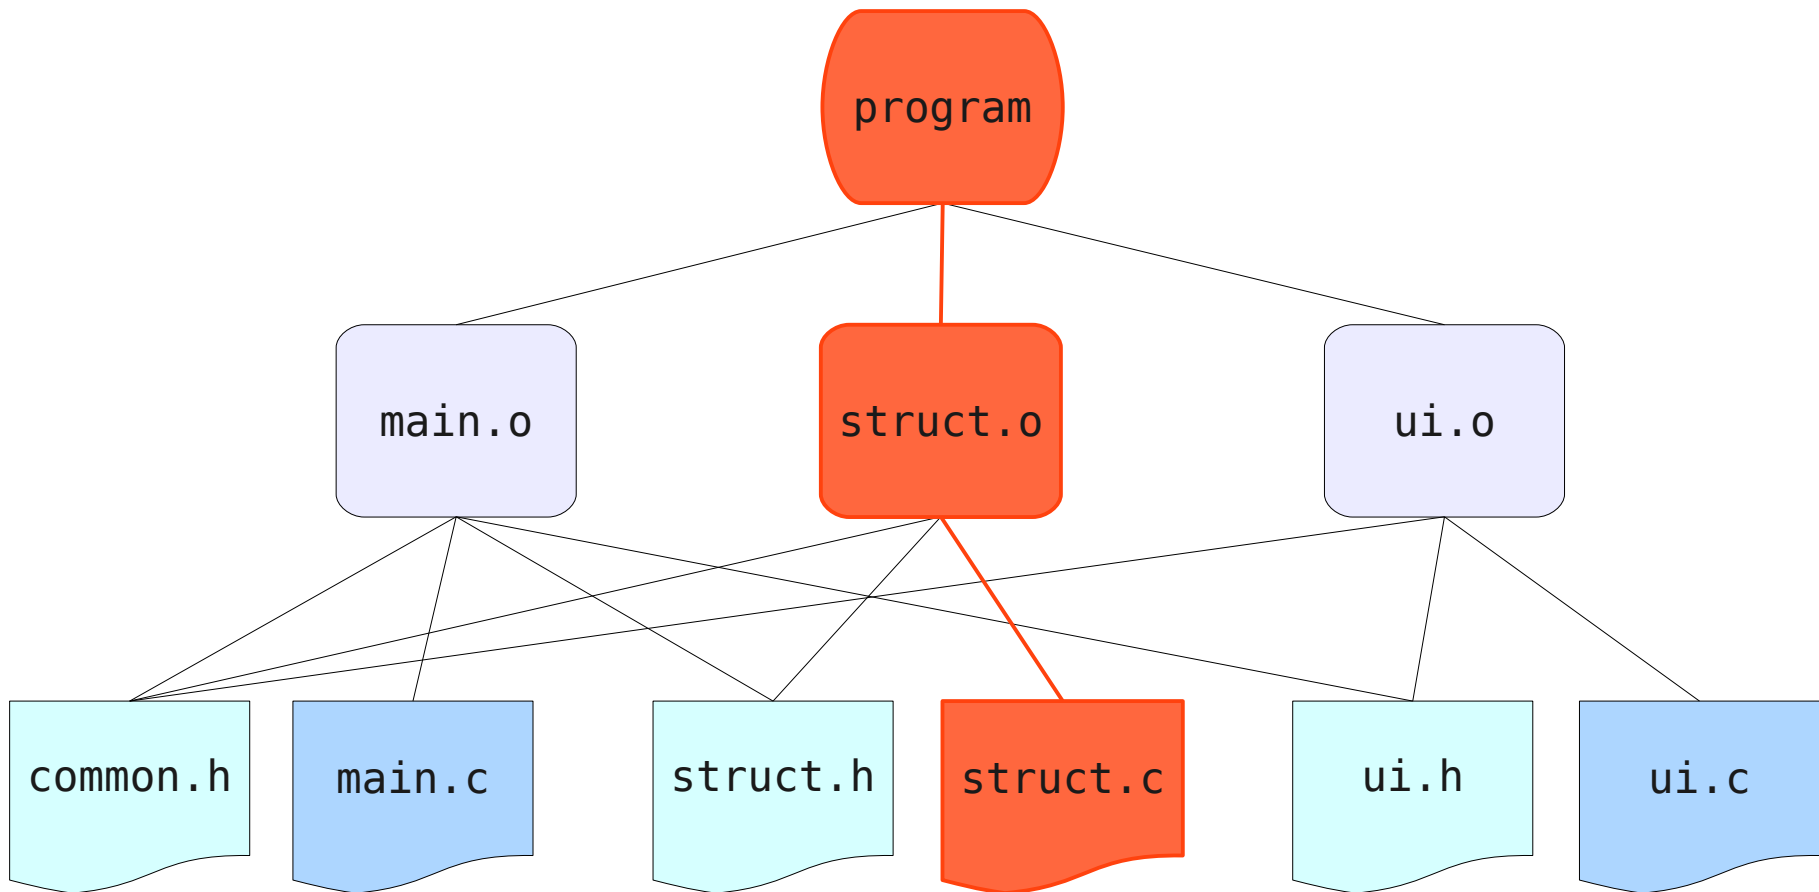 program
main.o
struct.o
ui.o
common.h
main.c
struct.h
struct.c
ui.h
ui.c